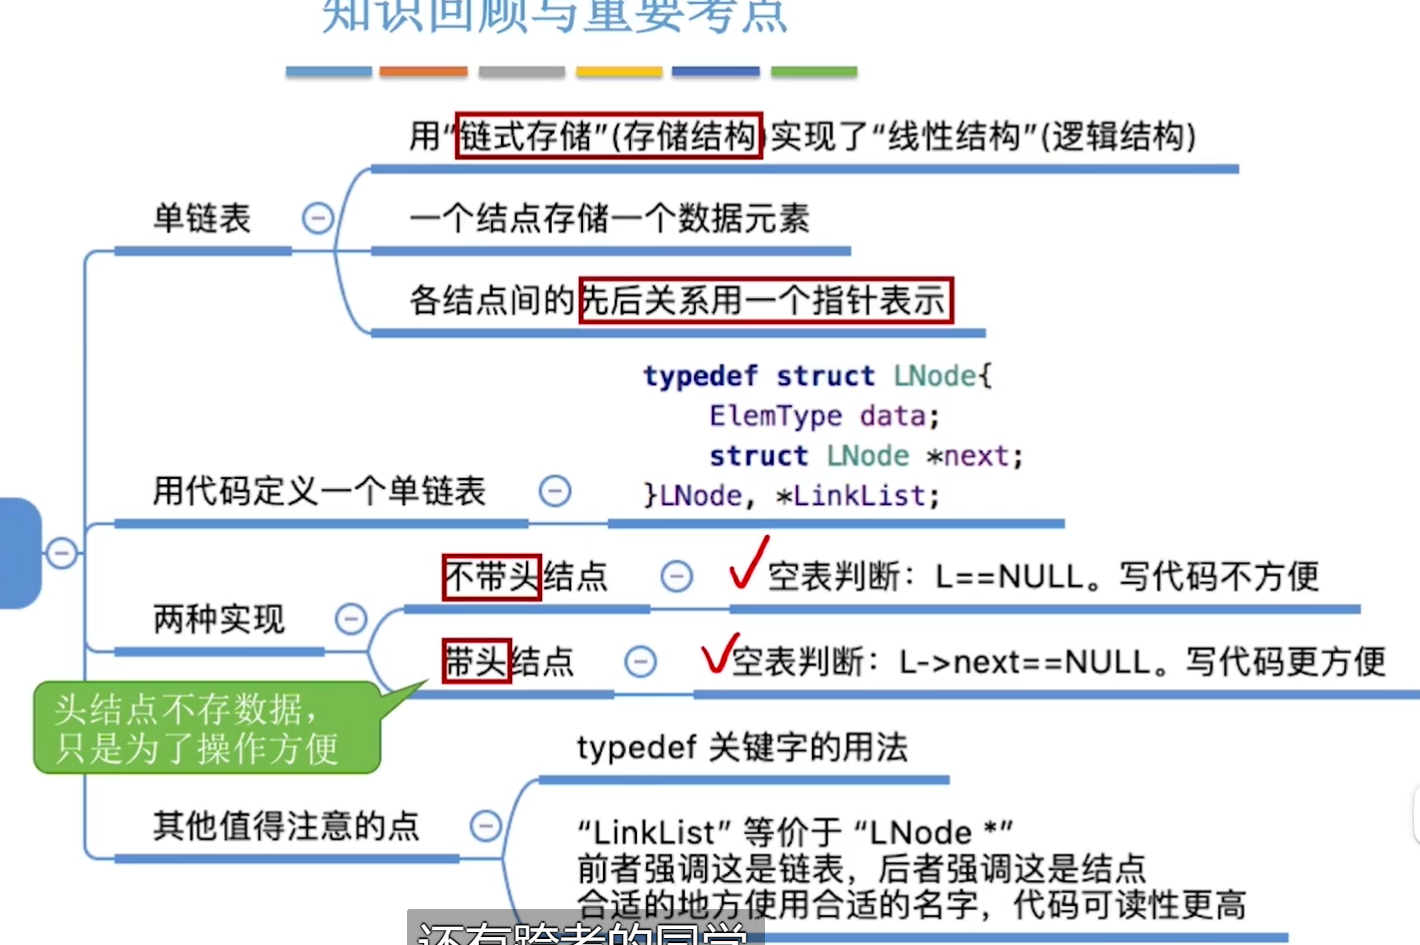 知识回顾与重要考点
用“链式存储”(存储结构)实现了“线性结构”(逻辑结构)
单链表
一个结点存储一个数据元素
各结点间的先后关系用一个指针表示
typedef struct LNode{
ElemType data;
struct LNode *next;
}LNode, *LinkList;
用代码定义一个单链表
不带头结点
空表判断：L==NULL。写代码不方便
两种实现
带头结点
空表判断：L->next==NULL。写代码更方便
头结点不存数据，
只是为了操作方便
typedef 关键字的用法
其他值得注意的点
“LinkList” 等价于 “LNode *”
前者强调这是链表，后者强调这是结点
合适的地方使用合适的名字，代码可读性更高
还有跨考的同学